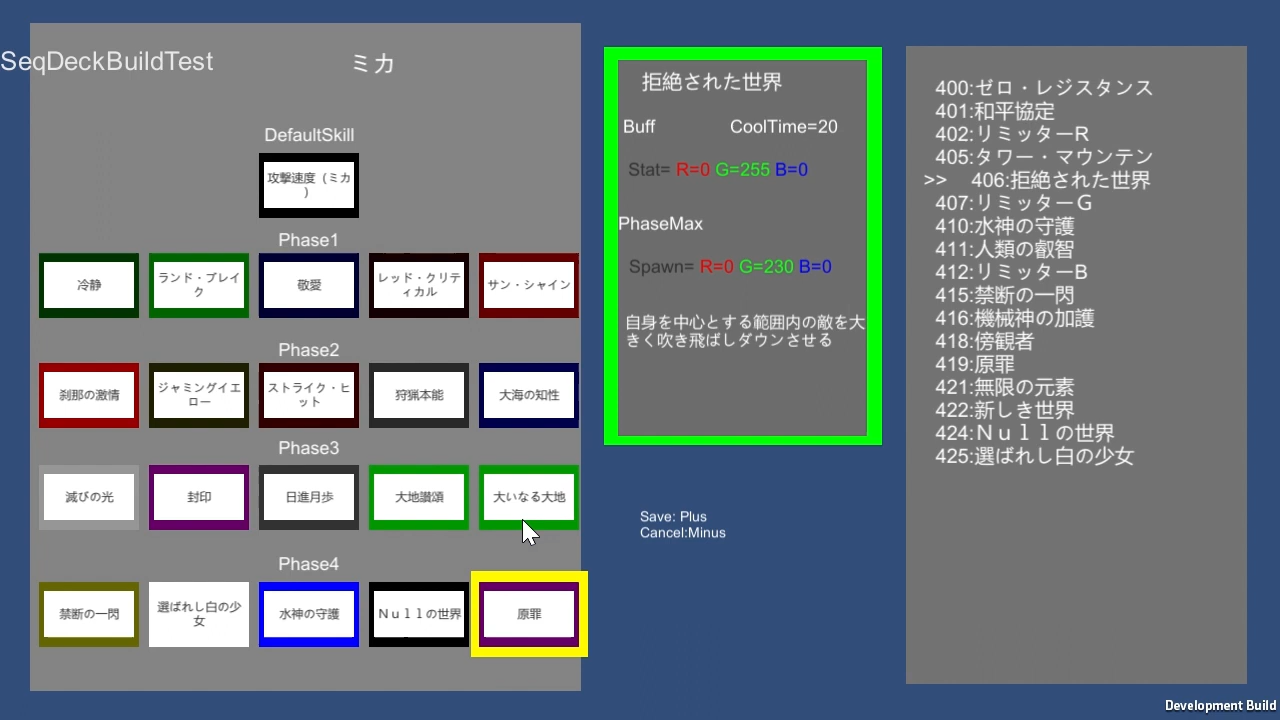 SeqDeckBuildTest
ミカ
DefaultSkill
攻撃速度（ミカ
）
Phase1
冷静
ランド・ブレイ
ク
敬愛
レッド・クリテ
ィカル
サン・シャイン
Phase2
刹那の激情
ジャミングイエ
ロー
ストライク・ヒ
ット
狩猟本能
大海の知性
Phase3
滅びの光
封印
日進月歩
大地讃頌
大いなる大地
Phase4
禁断の一閃
選ばれし白の少
女
水神の守護
Ｎｕｌｌの世界
原罪
拒絶された世界
Buff CoolTime=20
Stat= R=0 G=255 B=0
PhaseMax
Spawn= R=0 G=230 B=0
自身を中心とする範囲内の敵を大
きく吹き飛ばしダウンさせる
Save: Plus
Cancel:Minus
400:ゼロ・レジスタンス
401:和平協定
402:リミッターR
405:タワー・マウンテン
>> 406:拒絶された世界
407:リミッターＧ
410:水神の守護
411:人類の叡智
412:リミッターB
415:禁断の一閃
416:機械神の加護
418:傍観者
419:原罪
421:無限の元素
422:新しき世界
424:Ｎｕｌｌの世界
425:選ばれし白の少女
Development Build